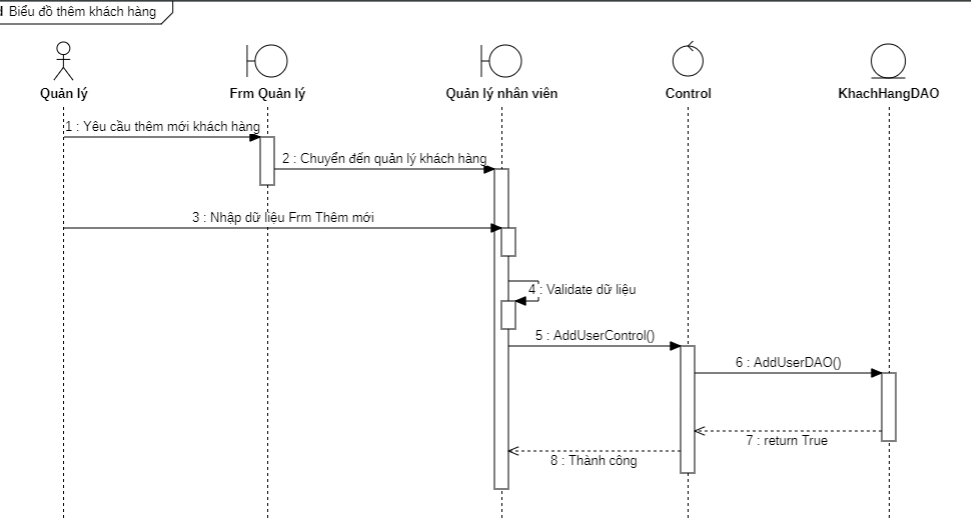 d Biểu đồ thêm khách hàng
Quản lý
Frm Quản lý
Quản lý nhân viên
Control
KhachHangDAO
1 : Yêu cầu thêm mới khách hàng
2 : Chuyển đến quản lý khách hàng
3 : Nhập dữ liệu Frm Thêm mới
4 : Validate dữ liệu
5 : AddUserControl()
6 : AddUserDAO()
7 : return True
8 : Thành công